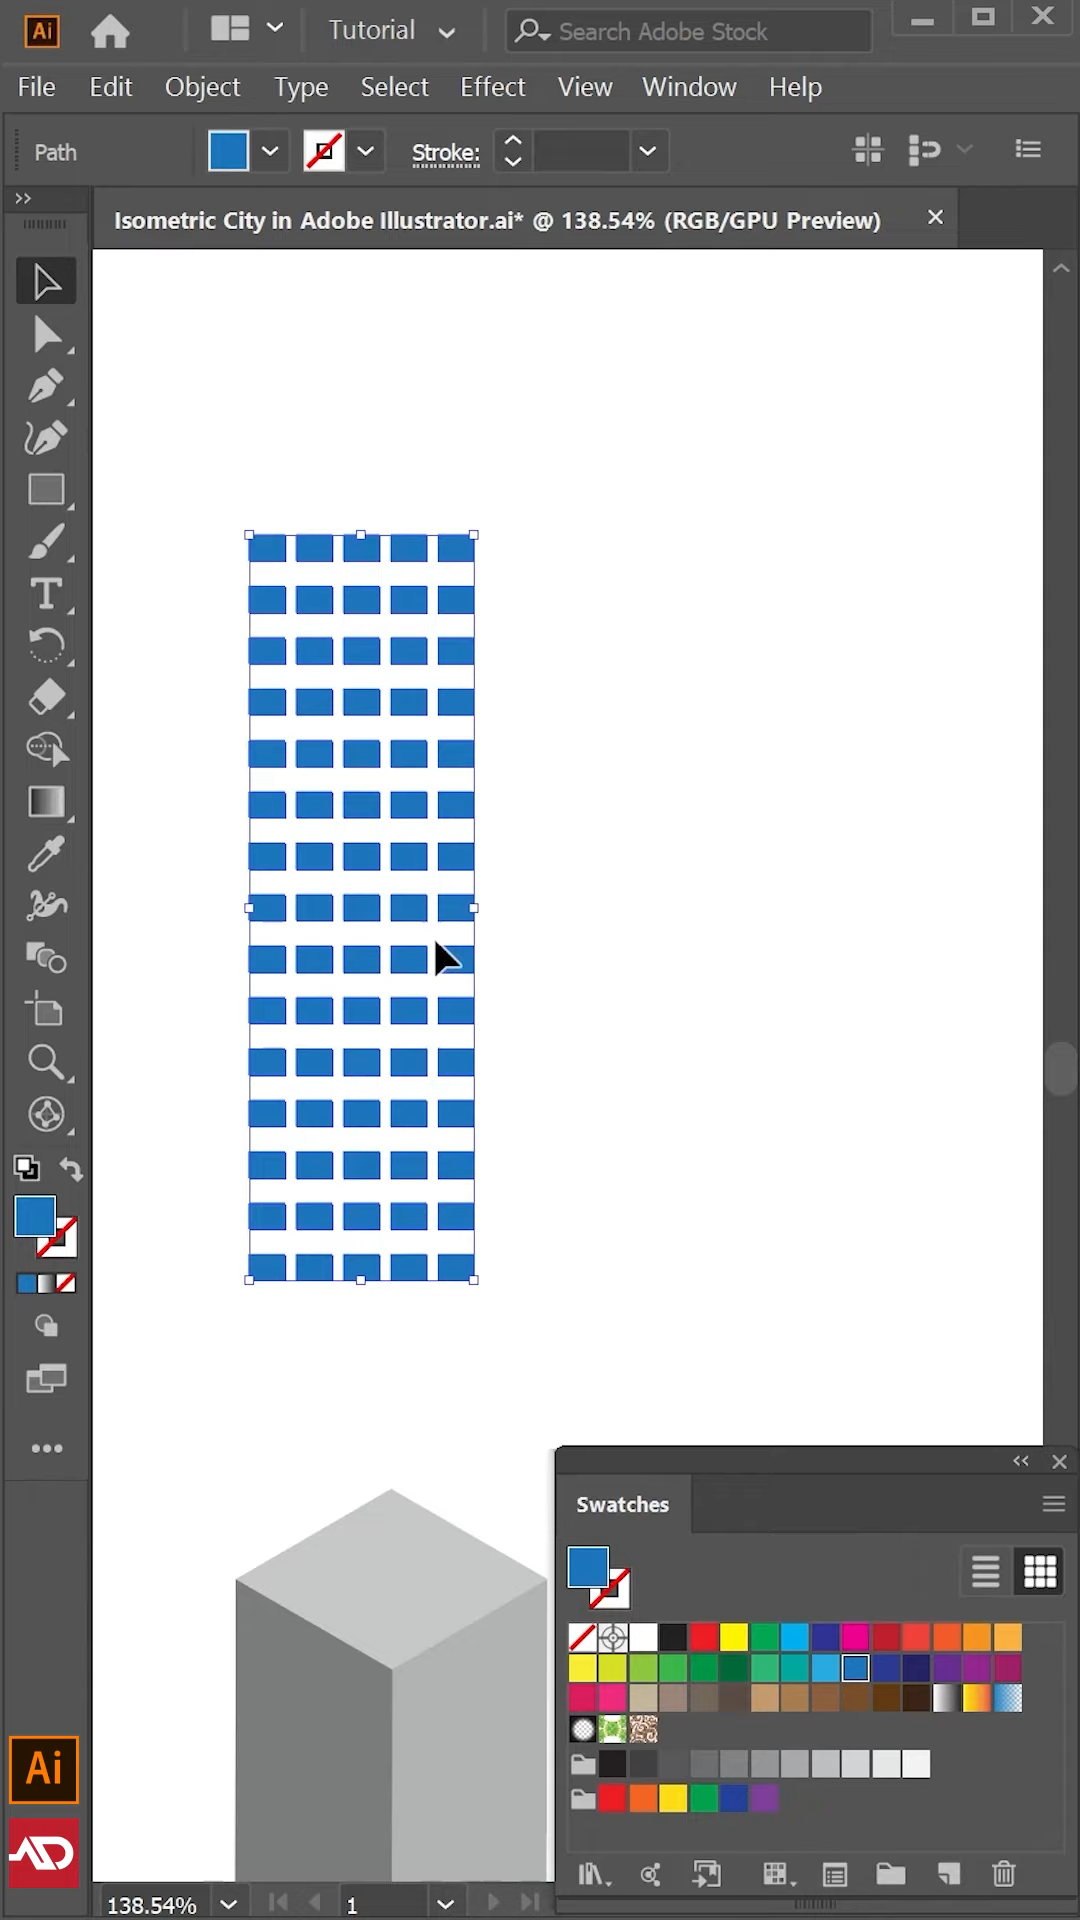 Ai
Tutorial
Search Adobe Stock
File Edit Object Type Select Effect View Window Help
Path
Stroke:
Isometric City in Adobe Illustrator.ai* @ 138.54% (RGB/GPU Preview)
T
Swatches
Ai
138.54%
1